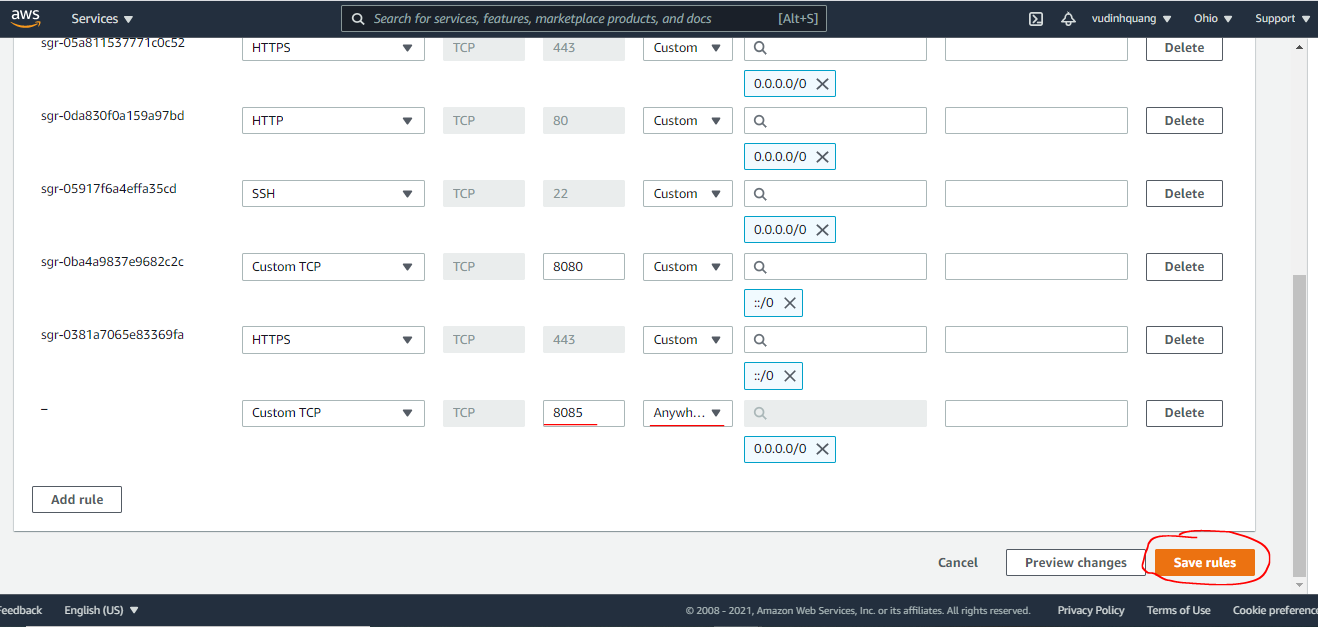 aws Services Search for services, features, marketplace products, and docs [Alt+S] vudinhquang Ohio Support
sgr-05a811537771c0c52 HTTPS TCP 443 Custom Delete
0.0.0.0/0
sgr-0da830f0a159a97bd HTTP TCP 80 Custom Delete
0.0.0.0/0
sgr-05917f6a4effa35cd SSH TCP 22 Custom Delete
0.0.0.0/0
sgr-0ba4a9837e9682c2c Custom TCP TCP 8080 Custom Delete
::/0
sgr-0381a7065e83369fa HTTPS TCP 443 Custom Delete
::/0
– Custom TCP TCP 8085 Anywh... Delete
0.0.0.0/0
Add rule
Cancel Preview changes Save rules
Feedback English (US) © 2008 - 2021, Amazon Web Services, Inc. or its affiliates. All rights reserved. Privacy Policy Terms of Use Cookie preference